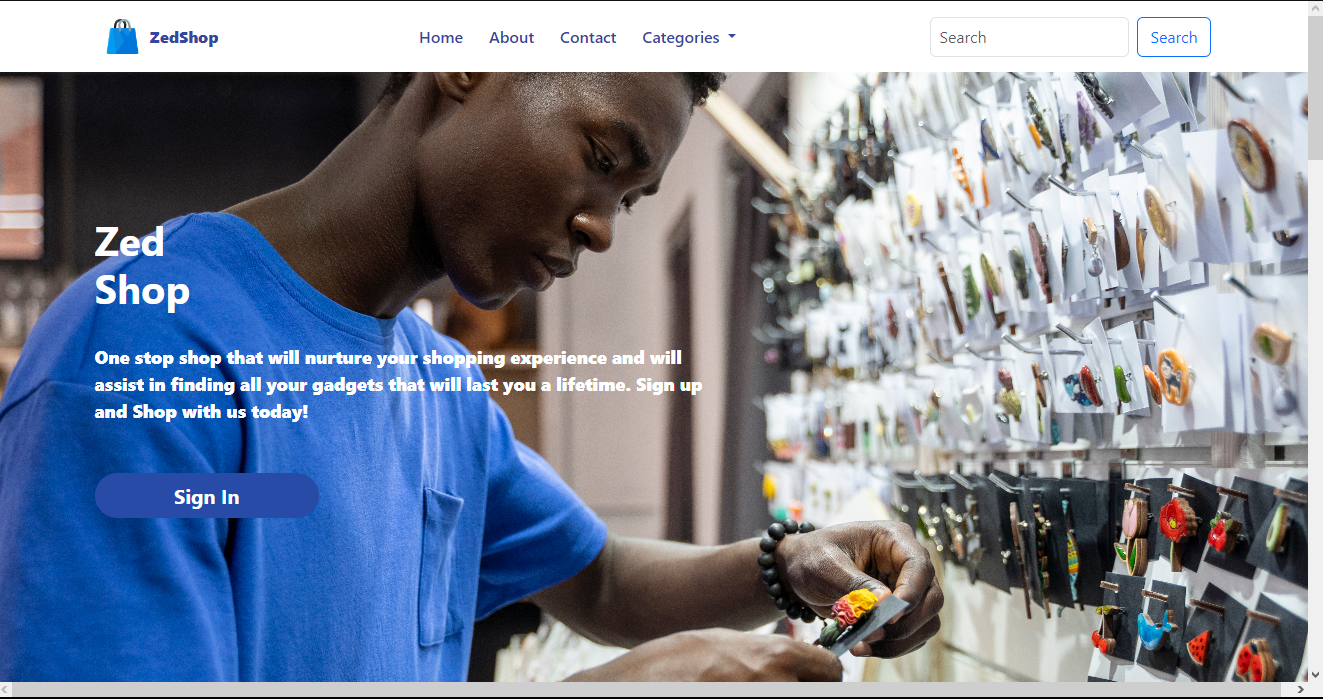 ZedShop
Home About Contact Categories
Search
Search
Zed
Shop
One stop shop that will nurture your shopping experience and will
assist in finding all your gadgets that will last you a lifetime. Sign up
and Shop with us today!
Sign In